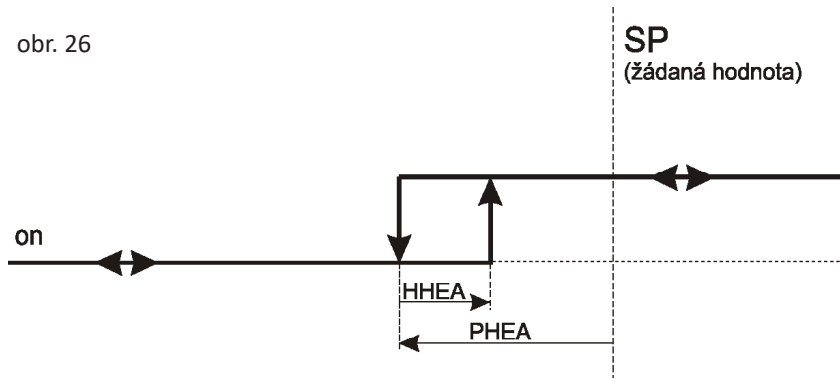 obr. 26
SP
(žádaná hodnota)
on
HHEA
PHEA